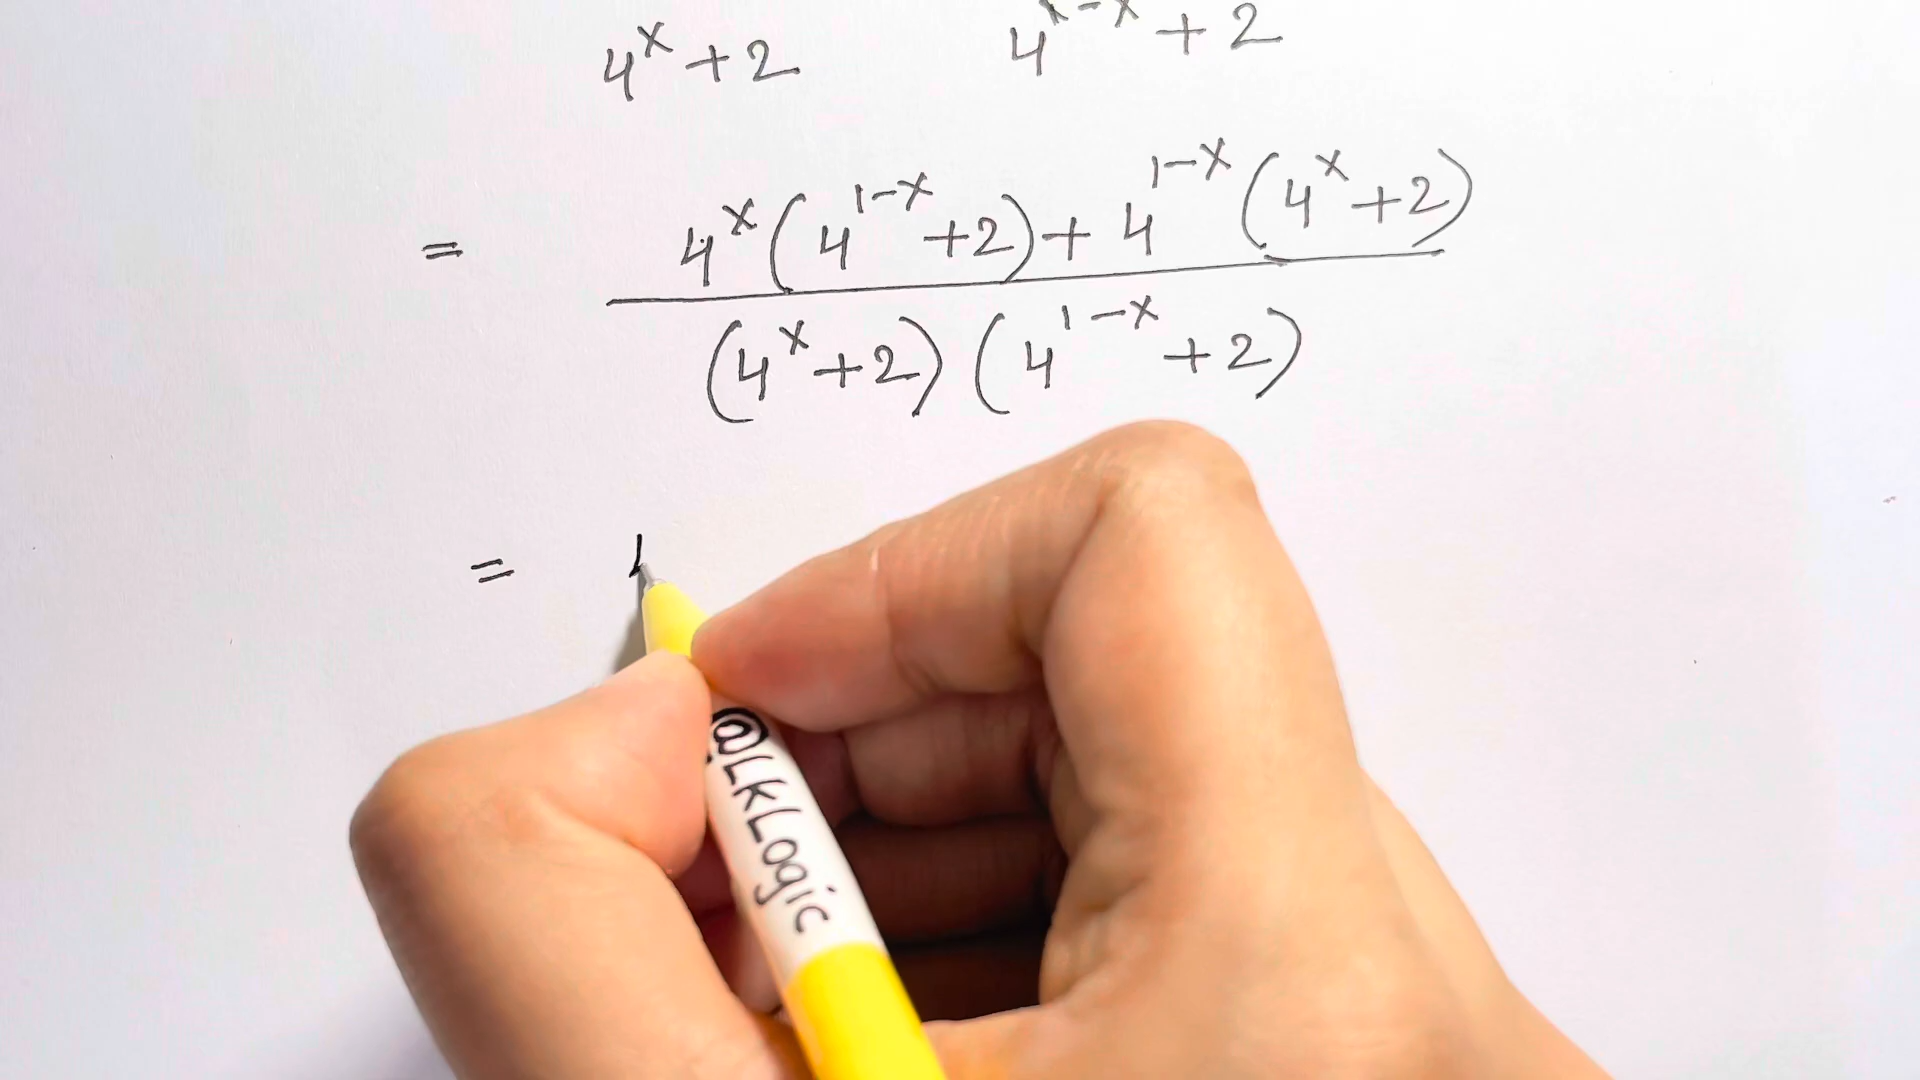 4^x + 2    4^{1-x} + 2
= \frac{4^x (4^{1-x} + 2) + 4^{1-x} (4^x + 2)}{(4^x + 2) (4^{1-x} + 2)}
=
@LKLogic